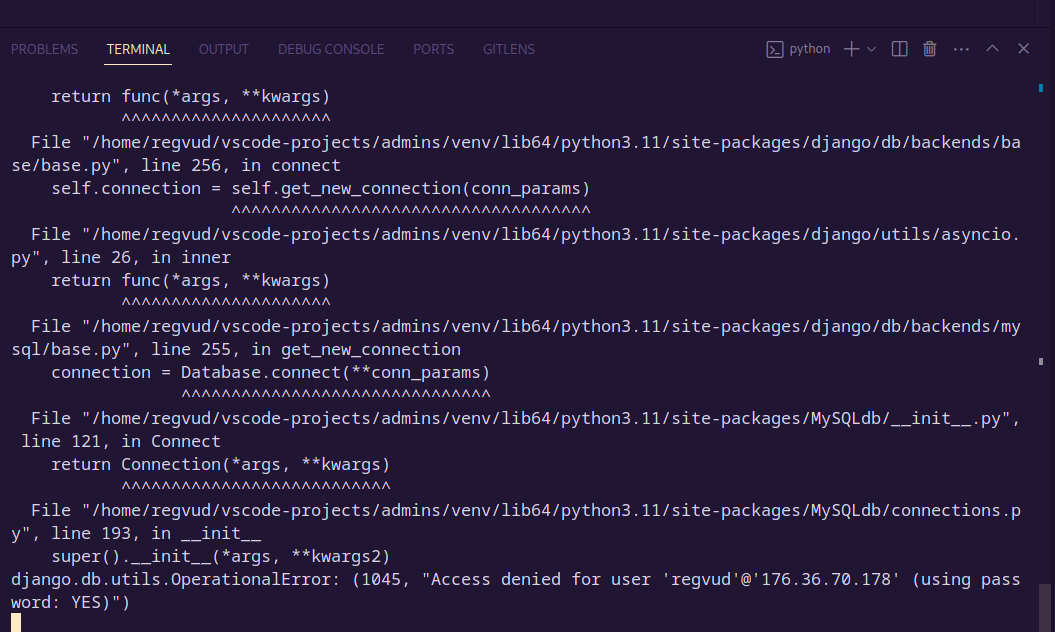 PROBLEMS TERMINAL OUTPUT DEBUG CONSOLE PORTS GITLENS python
    return func(*args, **kwargs)
           ^^^^^^^^^^^^^^^^^^^^^
  File "/home/regvud/vscode-projects/admins/venv/lib64/python3.11/site-packages/django/db/backends/ba
se/base.py", line 256, in connect
    self.connection = self.get_new_connection(conn_params)
                      ^^^^^^^^^^^^^^^^^^^^^^^^^^^^^^^^^^^^
  File "/home/regvud/vscode-projects/admins/venv/lib64/python3.11/site-packages/django/utils/asyncio.
py", line 26, in inner
    return func(*args, **kwargs)
           ^^^^^^^^^^^^^^^^^^^^^
  File "/home/regvud/vscode-projects/admins/venv/lib64/python3.11/site-packages/django/db/backends/my
sql/base.py", line 255, in get_new_connection
    connection = Database.connect(**conn_params)
                 ^^^^^^^^^^^^^^^^^^^^^^^^^^^^^^^
  File "/home/regvud/vscode-projects/admins/venv/lib64/python3.11/site-packages/MySQLdb/__init__.py",
 line 121, in Connect
    return Connection(*args, **kwargs)
           ^^^^^^^^^^^^^^^^^^^^^^^^^^^
  File "/home/regvud/vscode-projects/admins/venv/lib64/python3.11/site-packages/MySQLdb/connections.p
y", line 193, in __init__
    super().__init__(*args, **kwargs2)
django.db.utils.OperationalError: (1045, "Access denied for user 'regvud'@'176.36.70.178' (using pass
word: YES)")